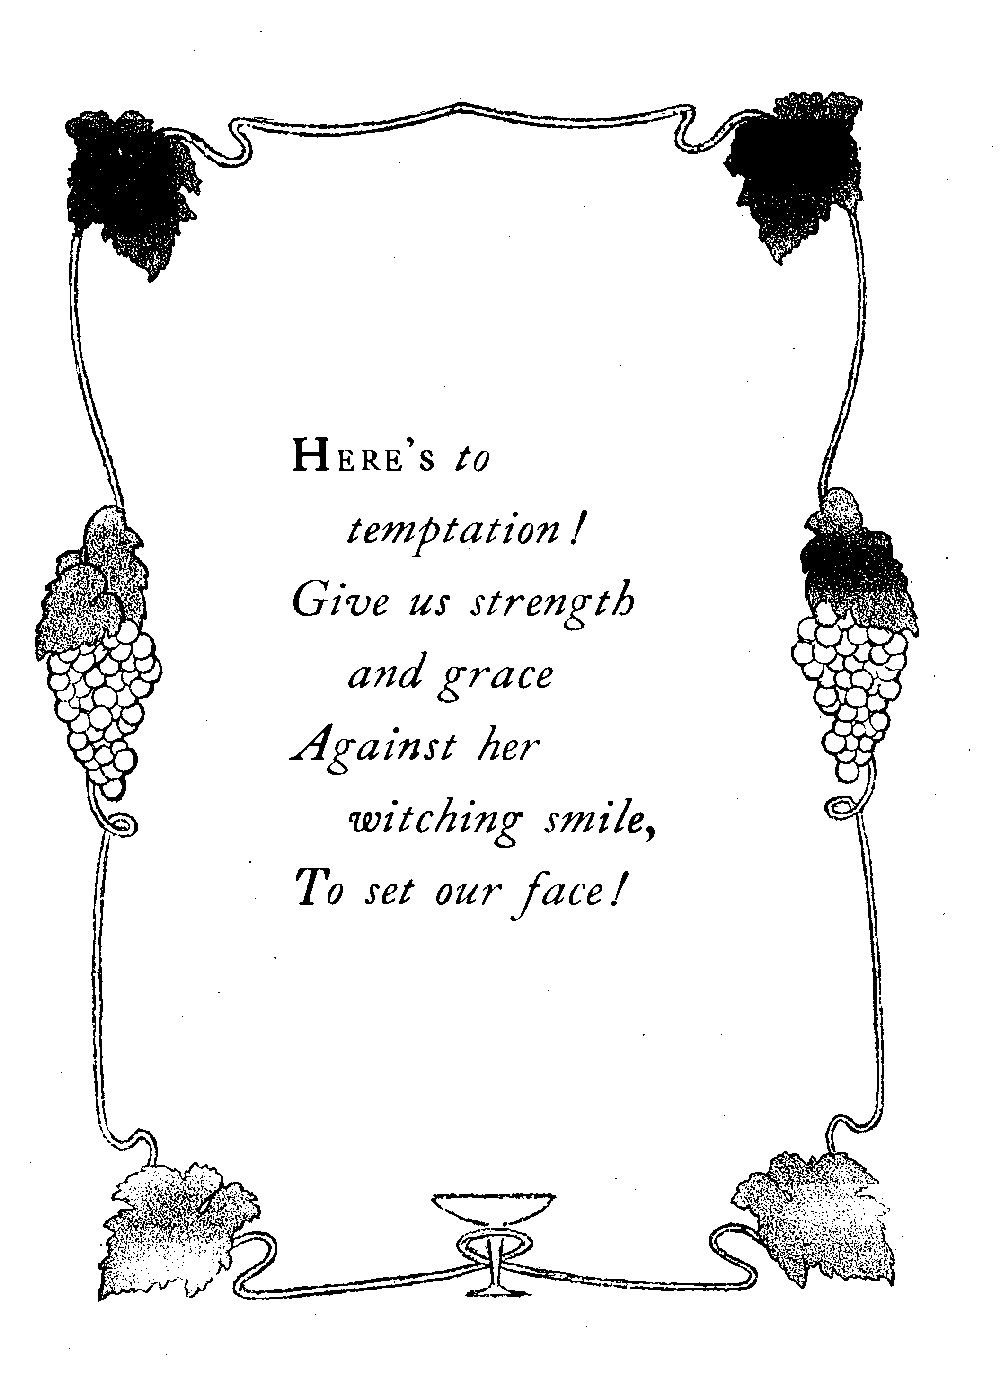 HERE'S to
temptation!
Give us strength
and grace
Against her
witching smile,
To set our face!